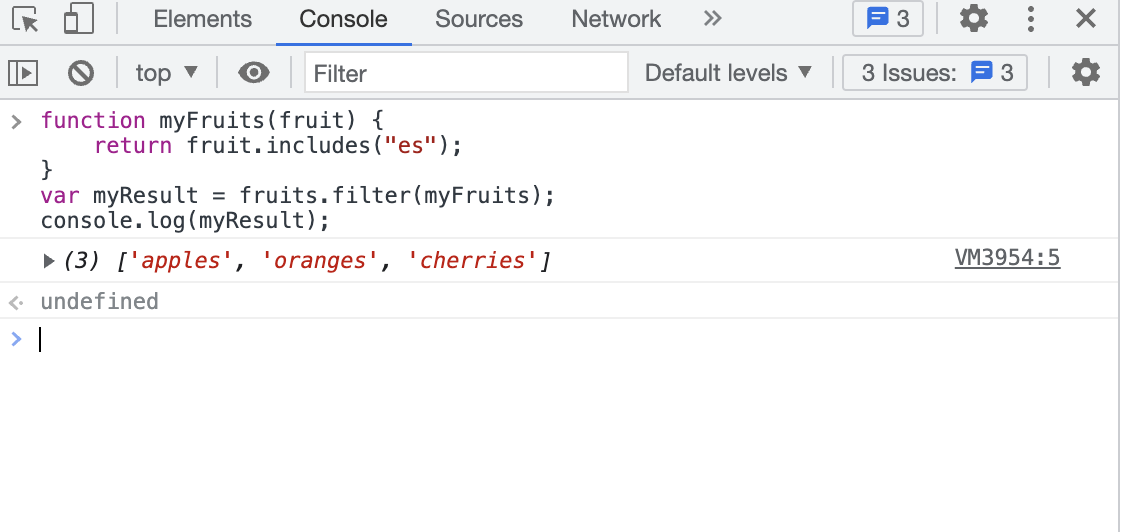 Elements Console Sources Network 3
top Filter Default levels 3 Issues: 3
function myFruits(fruit) {
    return fruit.includes("es");
}
var myResult = fruits.filter(myFruits);
console.log(myResult);
(3) ['apples', 'oranges', 'cherries'] VM3954:5
undefined